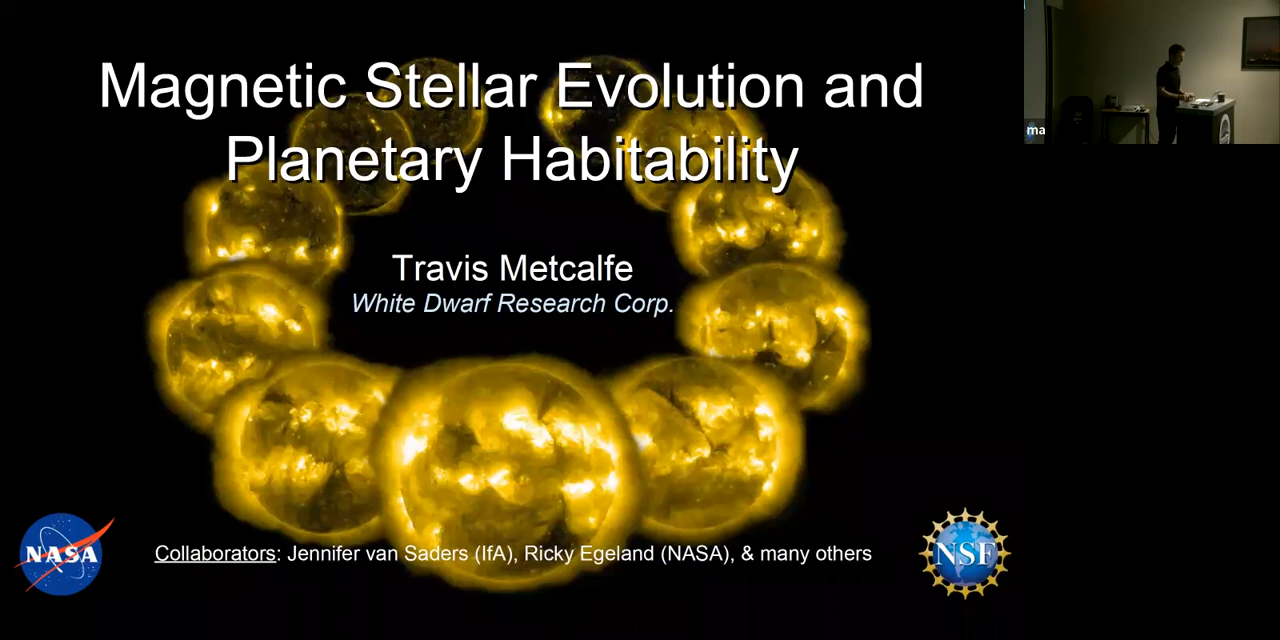 Magnetic Stellar Evolution and
Planetary Habitability
Travis Metcalfe
White Dwarf Research Corp.
Collaborators: Jennifer van Saders (IfA), Ricky Egeland (NASA), & many others
NASA
NSF
ma